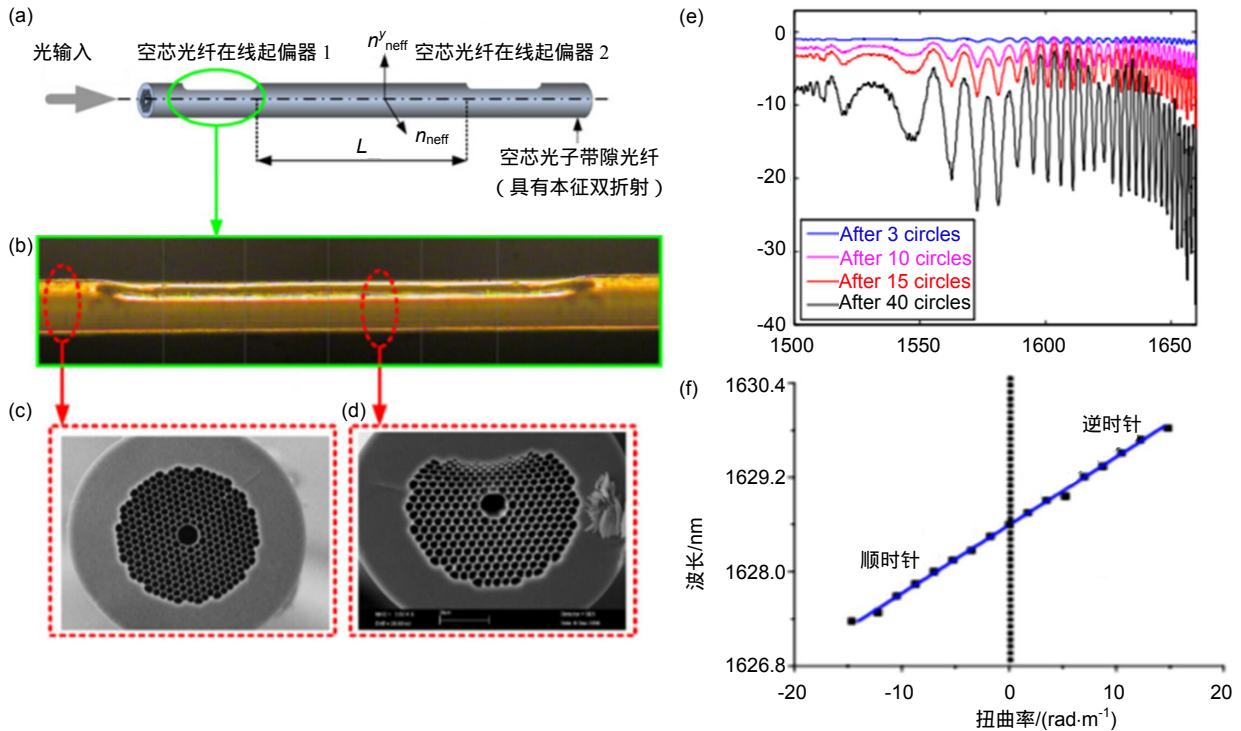 (a)
光输入
空芯光纤在线起偏器 1
n^y_neff
空芯光纤在线起偏器 2
n_neff
L
空芯光子带隙光纤
（具有本征双折射）
(b)
(c)
(d)
(e)
0
-10
-20
-30
-40
After 3 circles
After 10 circles
After 15 circles
After 40 circles
1500
1550
1600
1650
(f)
波长/nm
1630.4
1629.2
1628.0
1626.8
逆时针
顺时针
-20
-10
0
10
20
扭曲率/(rad·m⁻¹)